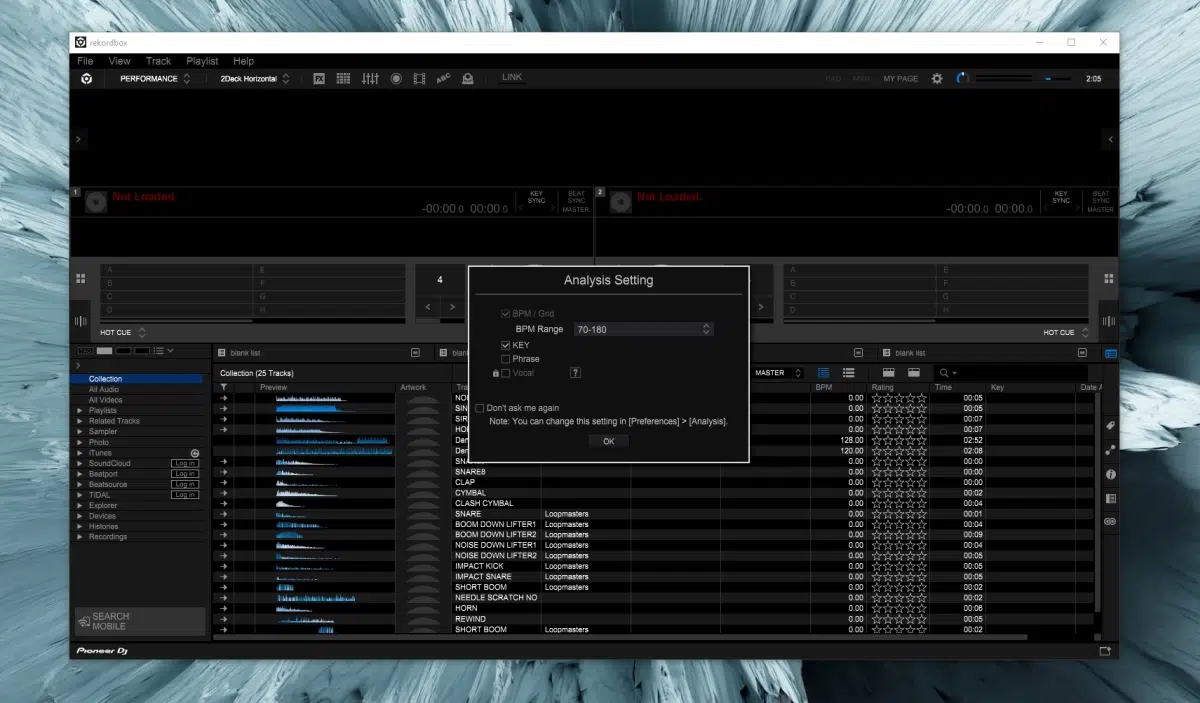 rekordbox
File View Track Playlist Help
PERFORMANCE 2Deck Horizontal FX ABC LINK PAD MIXR MY PAGE 2:05
1 Not Loaded. -00:00.0 00:00.0 KEY SYNC BEAT SYNC MASTER
2 Not Loaded. -00:00.0 00:00.0 KEY SYNC BEAT SYNC MASTER
A E A E
B F B F
C G C G
D H D H
4
HOT CUE HOT CUE
Analysis Setting
BPM / Grid
BPM Range 70-180
KEY
Phrase
Vocal ?
Don't ask me again
Note: You can change this setting in [Preferences] > [Analysis].
OK
blank list blank list
Collection (25 Tracks) MASTER
Preview Artwork BPM Rating Time Key Date A
Collection
All Audio
All Videos
Playlists
Related Tracks
Sampler
Photo
iTunes
SoundCloud Log in
Beatport Log in
Beatsource Log in
TIDAL Log in
Explorer
Devices
Histories
Recordings
0.00 00:05
0.00 00:05
0.00 00:07
0.00 00:07
128.00 02:52
120.00 02:08
0.00 00:00
SNARE8 0.00 00:00
CLAP 0.00 00:00
CYMBAL 0.00 00:02
CLASH CYMBAL 0.00 00:04
SNARE Loopmasters 0.00 00:01
BOOM DOWN LIFTER1 Loopmasters 0.00 00:04
BOOM DOWN LIFTER2 Loopmasters 0.00 00:09
NOISE DOWN LIFTER1 Loopmasters 0.00 00:04
NOISE DOWN LIFTER2 Loopmasters 0.00 00:05
IMPACT KICK Loopmasters 0.00 00:05
IMPACT SNARE Loopmasters 0.00 00:05
SHORT BOOM Loopmasters 0.00 00:02
NEEDLE SCRATCH NO 0.00 00:02
HORN 0.00 00:06
REWIND 0.00 00:05
SHORT BOOM Loopmasters 0.00 00:02
SEARCH
MOBILE
Pioneer Dj